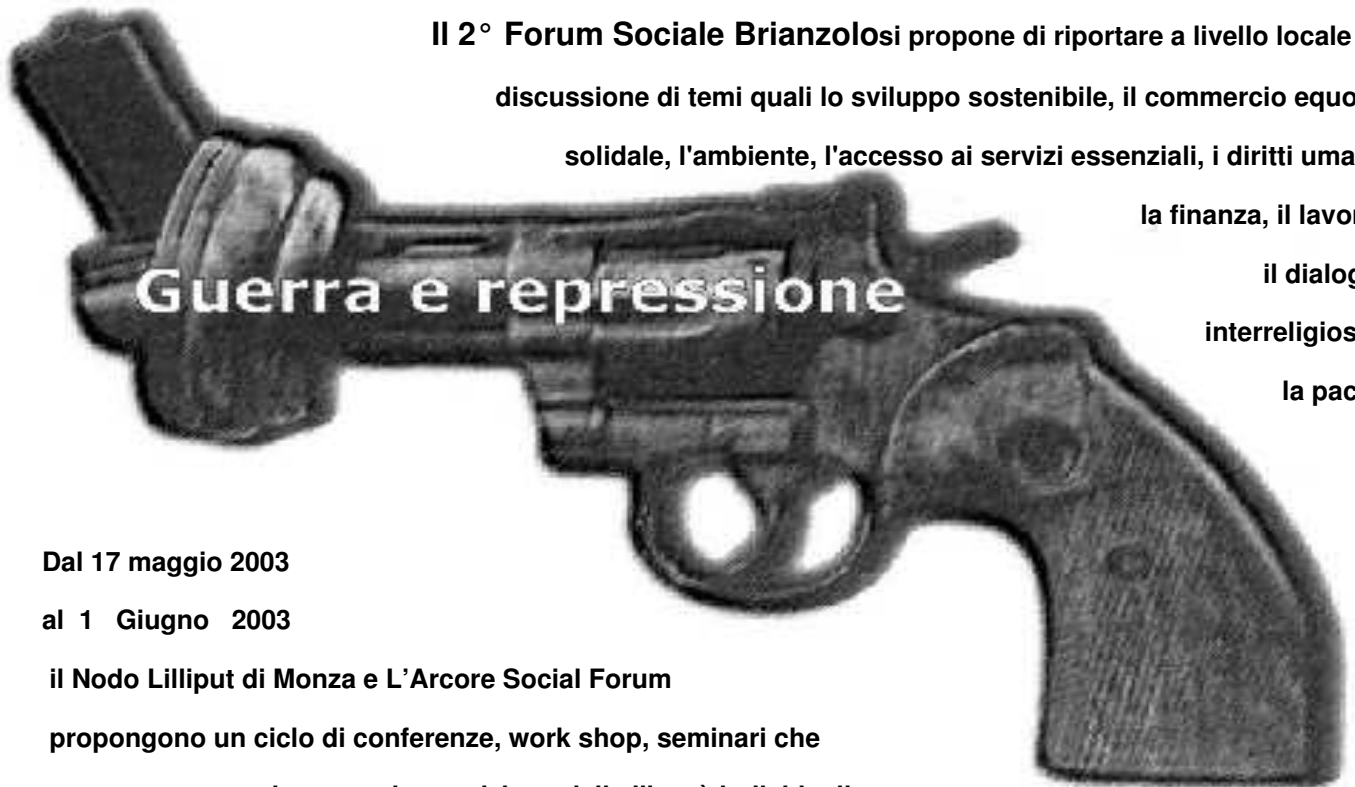 Il 2° Forum Sociale Brianzolosi propone di riportare a livello locale
discussione di temi quali lo sviluppo sostenibile, il commercio equo
solidale, l'ambiente, l'accesso ai servizi essenziali, i diritti uma
la finanza, il lavor
il dialog
interreligios
la pac
Guerra e repressione
Dal 17 maggio 2003
al 1 Giugno 2003
il Nodo Lilliput di Monza e L'Arcore Social Forum
propongono un ciclo di conferenze, work shop, seminari che